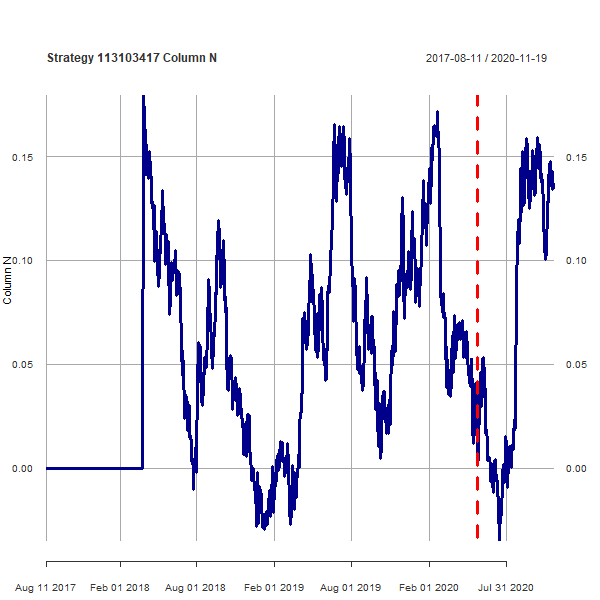 Strategy 113103417 Column N
2017-08-11 / 2020-11-19
0.15
0.15
0.10
0.10
Column N
0.05
0.05
0.00
0.00
Aug 11 2017
Feb 01 2018
Aug 01 2018
Feb 01 2019
Aug 01 2019
Feb 01 2020
Jul 31 2020